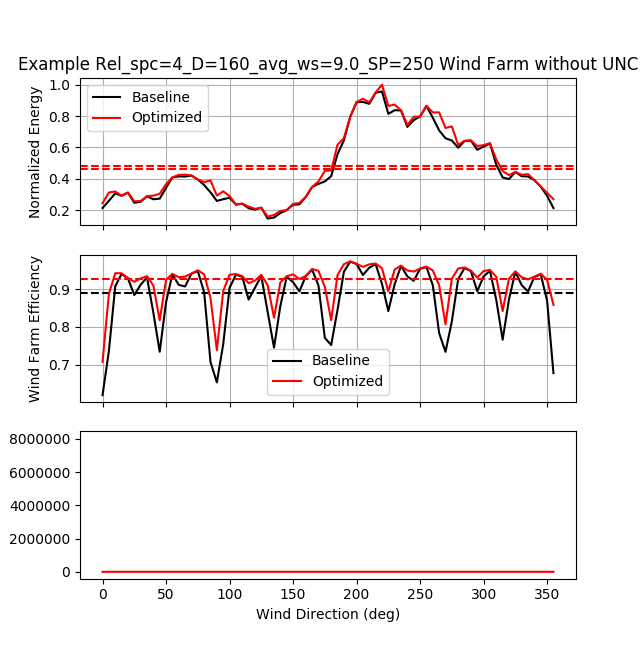 Example Rel_spc=4_D=160_avg_ws=9.0_SP=250 Wind Farm without UNC
Normalized Energy
1.0
0.8
0.6
0.4
0.2
Baseline
Optimized
Wind Farm Efficiency
0.9
0.8
0.7
Baseline
Optimized
8000000
6000000
4000000
2000000
0
0 50 100 150 200 250 300 350
Wind Direction (deg)